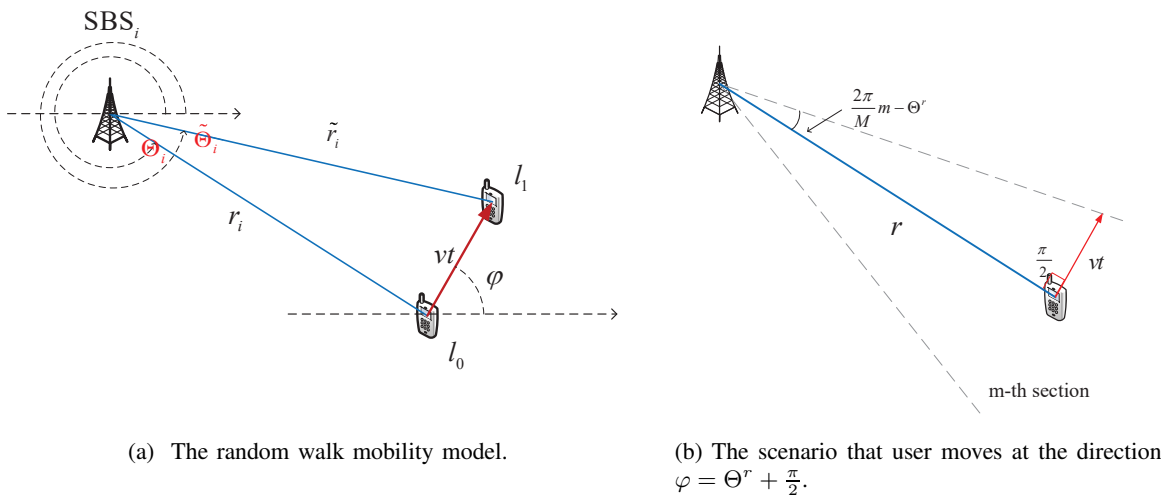 SBS_i
r̃_i
Θ̃_i
Θ_i
l_1
r_i
vt
φ
l_0
(a) The random walk mobility model.
2π/M m − Θ^r
r
π/2
vt
m-th section
(b) The scenario that user moves at the direction
φ = Θ^r + π/2.